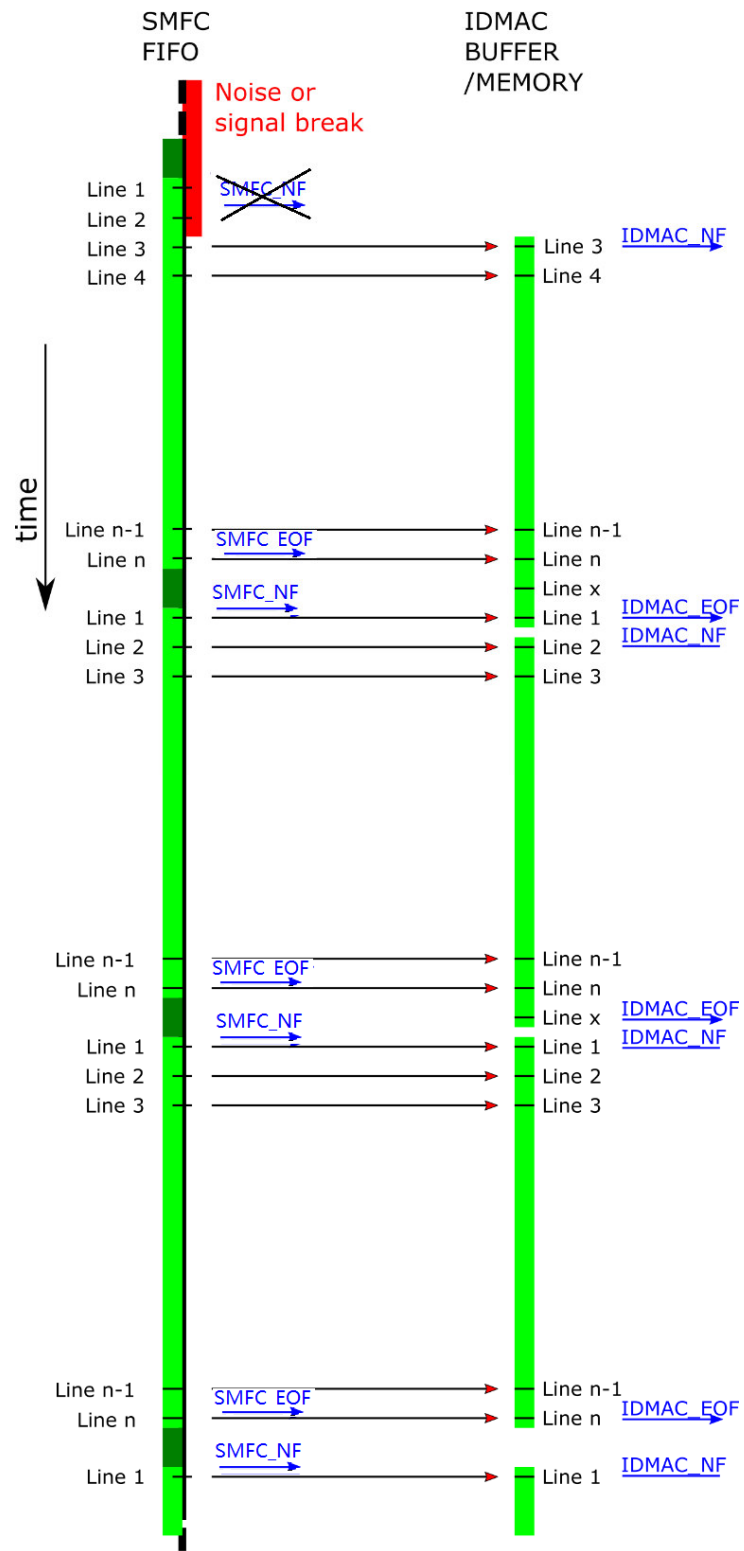 SMFC
FIFO
IDMAC
BUFFER
/MEMORY
Noise or
signal break
Line 1
SMFC_NF
Line 2
Line 3
Line 3
IDMAC_NF
Line 4
Line 4
time
Line n-1
Line n-1
SMFC_EOF
Line n
Line n
Line x
SMFC_NF
Line 1
Line 1
IDMAC_EOF
Line 2
Line 2
IDMAC_NF
Line 3
Line 3
Line n-1
Line n-1
SMFC_EOF
Line n
Line n
Line x
IDMAC_EOF
SMFC_NF
Line 1
Line 1
IDMAC_NF
Line 2
Line 2
Line 3
Line 3
Line n-1
Line n-1
SMFC_EOF
Line n
Line n
IDMAC_EOF
SMFC_NF
Line 1
Line 1
IDMAC_NF